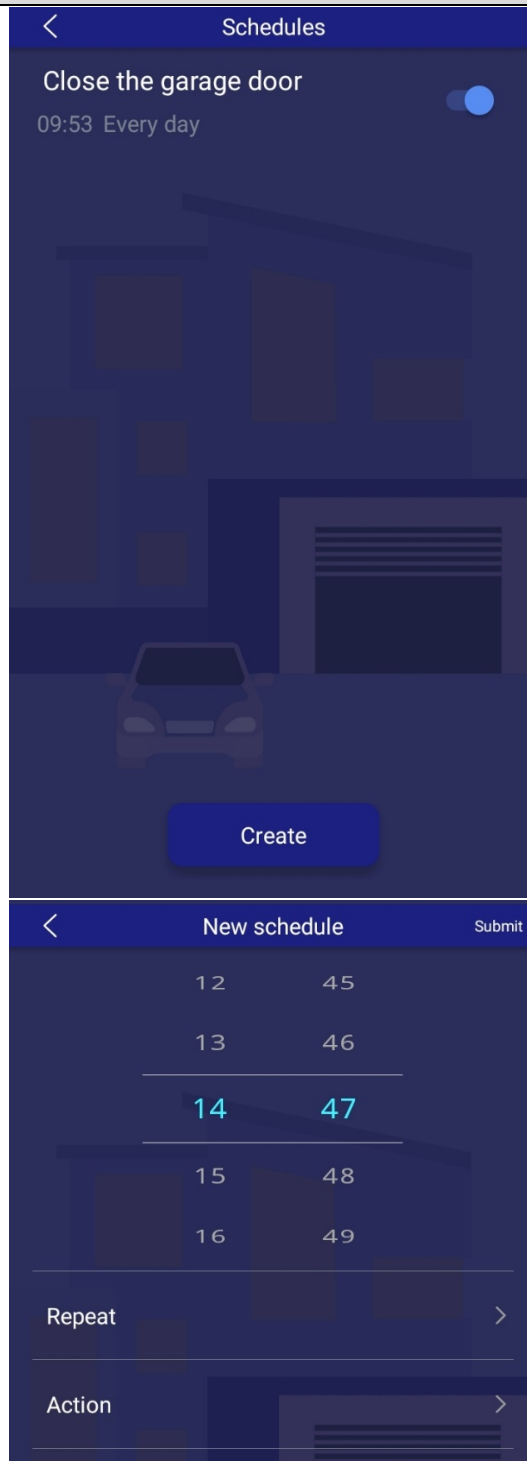 Schedules
Close the garage door
09:53 Every day
Create
New schedule Submit
12 45
13 46
14 47
15 48
16 49
Repeat
Action